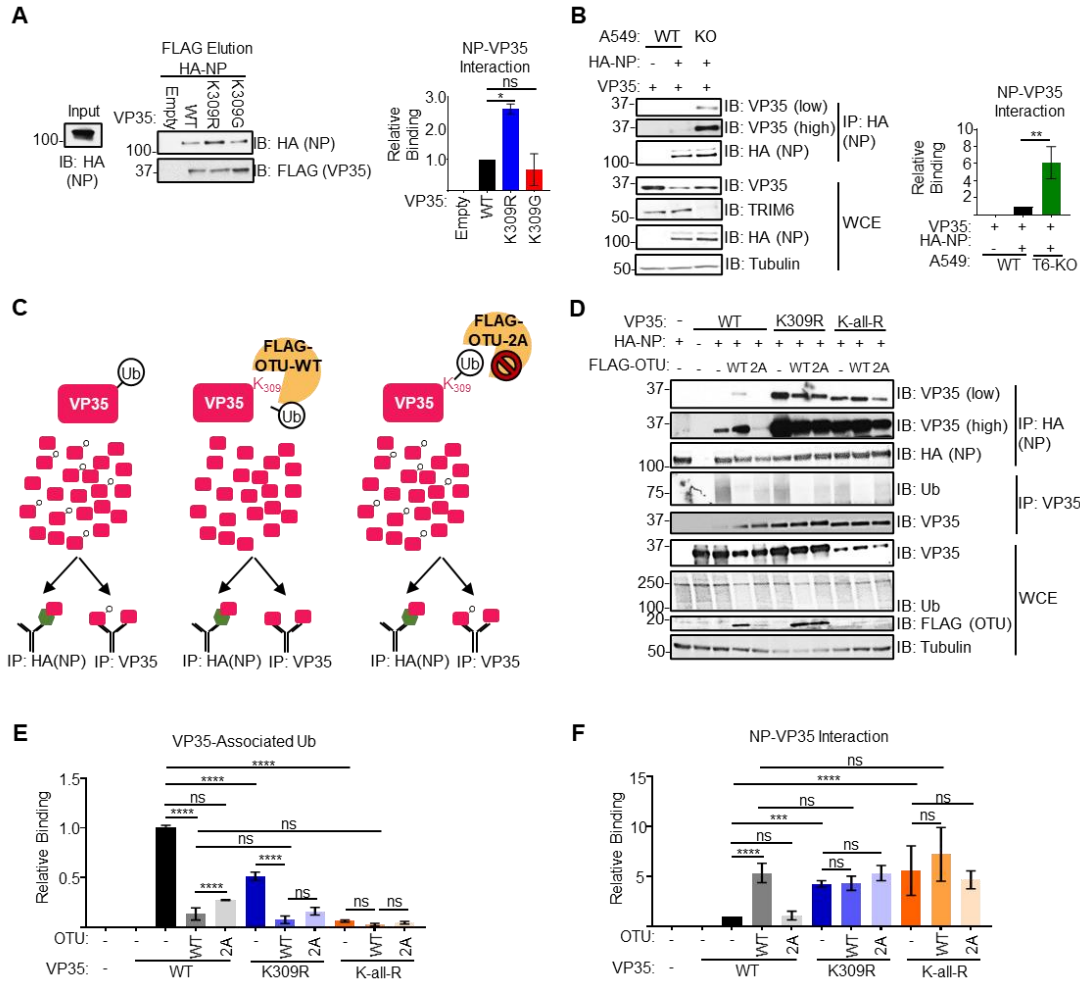 A
FLAG Elution
HA-NP
VP35:
Empty
WT
K309R
K309G
Input
100
IB: HA
(NP)
100
IB: HA (NP)
37
IB: FLAG (VP35)
NP-VP35
Interaction
ns
*
3.0
2.0
1.0
Relative
Binding
VP35:
Empty
WT
K309R
K309G
B
A549: WT KO
HA-NP: - + +
VP35: + + +
37 IB: VP35 (low)
37 IB: VP35 (high)
100 IB: HA (NP)
IP: HA
(NP)
37 IB: VP35
50 IB: TRIM6
100 IB: HA (NP)
50 IB: Tubulin
WCE
NP-VP35
Interaction
**
10
8
6
4
2
Relative
Binding
VP35: + + +
HA-NP: - + +
A549: WT T6-KO
C
Ub
VP35
FLAG-
OTU-WT
K309
VP35
Ub
FLAG-
OTU-2A
Ub
K309
VP35
IP: HA(NP) IP: VP35
IP: HA(NP) IP: VP35
IP: HA(NP) IP: VP35
D
VP35: - WT K309R K-all-R
HA-NP: + - + + + + + + + + +
FLAG-OTU: - - - WT 2A - WT 2A - WT 2A
37 IB: VP35 (low)
37 IB: VP35 (high)
100 IB: HA (NP)
IP: HA
(NP)
75 IB: Ub
37 IB: VP35
IP: VP35
37 IB: VP35
250
100 IB: Ub
20 IB: FLAG (OTU)
50 IB: Tubulin
WCE
E
VP35-Associated Ub
****
****
ns
ns
****
ns
****
****
ns
ns
ns
1.5
1.0
0.5
Relative Binding
OTU: - - - WT 2A - WT 2A - WT 2A
VP35: - WT K309R K-all-R
F
NP-VP35 Interaction
ns
****
ns
ns
***
ns
ns
****
ns
ns
15
10
5
0
Relative Binding
OTU: - - - WT 2A - WT 2A - WT 2A
VP35: - WT K309R K-all-R